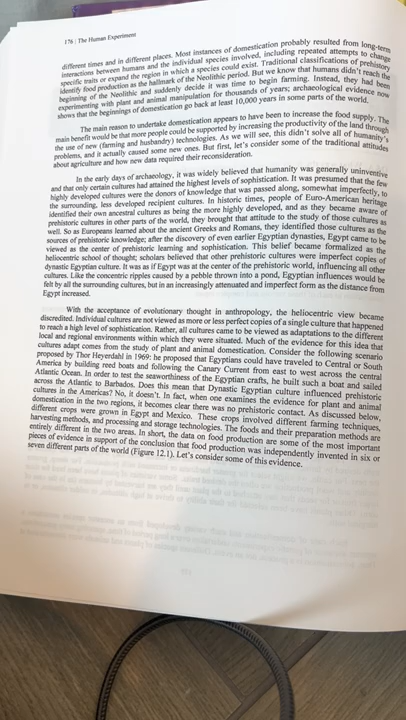 176 | The Human Experiment
different times and in different places. Most instances of domestication probably resulted from long-term
interactions between humans and the individual species involved, including repeated attempts to change
specific traits or expand the region in which a species could exist. Traditional classifications of prehistory
identify food production as the hallmark of the Neolithic period. But we know that humans didn't reach the
beginning of the Neolithic and suddenly decide it was time to begin farming. Instead, they had been
experimenting with plant and animal manipulation for thousands of years; archaeological evidence now
shows that the beginnings of domestication go back at least 10,000 years in some parts of the world.
The main reason to undertake domestication appears to have been to increase the food supply. The
main benefit would be that more people could be supported by increasing the productivity of the land through
the use of new (farming and husbandry) technologies. As we will see, this didn't solve all of humanity's
problems, and it actually caused some new ones. But first, let's consider some of the traditional attitudes
about agriculture and how new data required their reconsideration.
In the early days of archaeology, it was widely believed that humanity was generally uninventive
and that only certain cultures had attained the highest levels of sophistication. It was presumed that the few
highly developed cultures were the donors of knowledge that was passed along, somewhat imperfectly, to
the surrounding, less developed recipient cultures. In historic times, people of Euro-American heritage
identified their own ancestral cultures as being the more highly developed, and as they became aware of
prehistoric cultures in other parts of the world, they brought that attitude to the study of those cultures as
well. So as Europeans learned about the ancient Greeks and Romans, they identified those cultures as the
sources of prehistoric knowledge; after the discovery of even earlier Egyptian dynasties, Egypt came to be
viewed as the center of prehistoric learning and sophistication. This belief became formalized as the
heliocentric school of thought; scholars believed that other prehistoric cultures were imperfect copies of
dynastic Egyptian culture. It was as if Egypt was at the center of the prehistoric world, influencing all other
cultures. Like the concentric ripples caused by a pebble thrown into a pond, Egyptian influences would be
felt by all the surrounding cultures, but in an increasingly attenuated and imperfect form as the distance from
Egypt increased.
With the acceptance of evolutionary thought in anthropology, the heliocentric view became
discredited. Individual cultures are not viewed as more or less perfect copies of a single culture that happened
to reach a high level of sophistication. Rather, all cultures came to be viewed as adaptations to the different
local and regional environments within which they were situated. Much of the evidence for this idea that
cultures adapt comes from the study of plant and animal domestication. Consider the following scenario
proposed by Thor Heyerdahl in 1969: he proposed that Egyptians could have traveled to Central or South
America by building reed boats and following the Canary Current from east to west across the central
Atlantic Ocean. In order to test the seaworthiness of the Egyptian crafts, he built such a boat and sailed
across the Atlantic to Barbados. Does this mean that Dynastic Egyptian culture influenced prehistoric
cultures in the Americas? No, it doesn't. In fact, when one examines the evidence for plant and animal
domestication in the two regions, it becomes clear there was no prehistoric contact. As discussed below,
different crops were grown in Egypt and Mexico. These crops involved different farming techniques,
harvesting methods, and processing and storage technologies. The foods and their preparation methods are
entirely different in the two areas. In short, the data on food production are some of the most important
pieces of evidence in support of the conclusion that food production was independently invented in six or
seven different parts of the world (Figure 12.1). Let's consider some of this evidence.